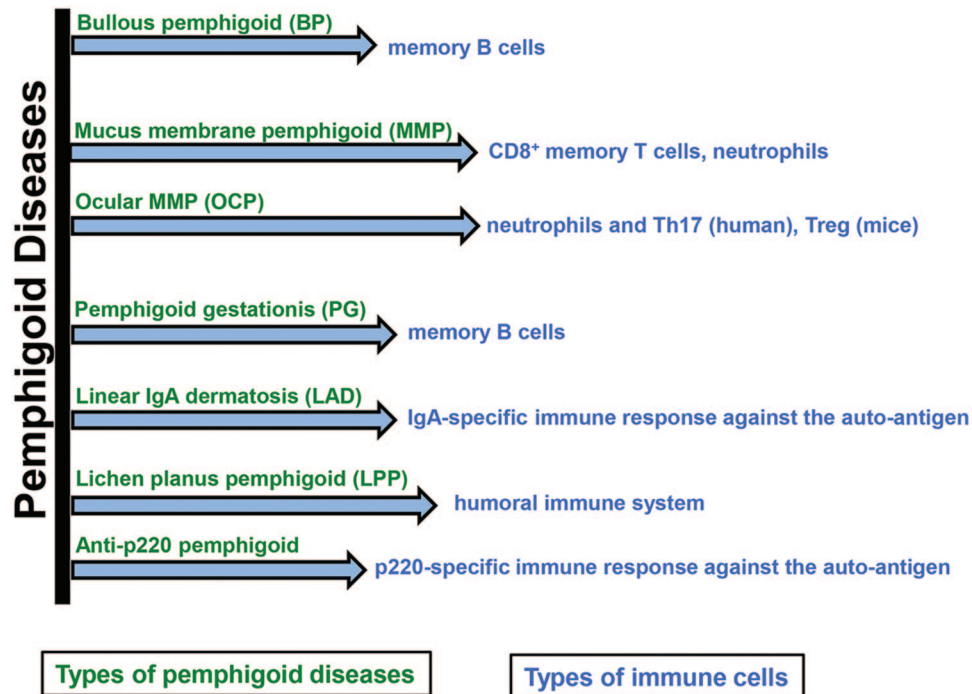 Pemphigoid Diseases
Bullous pemphigoid (BP)
memory B cells
Mucus membrane pemphigoid (MMP)
CD8⁺ memory T cells, neutrophils
Ocular MMP (OCP)
neutrophils and Th17 (human), Treg (mice)
Pemphigoid gestationis (PG)
memory B cells
Linear IgA dermatosis (LAD)
IgA-specific immune response against the auto-antigen
Lichen planus pemphigoid (LPP)
humoral immune system
Anti-p220 pemphigoid
p220-specific immune response against the auto-antigen
Types of pemphigoid diseases
Types of immune cells